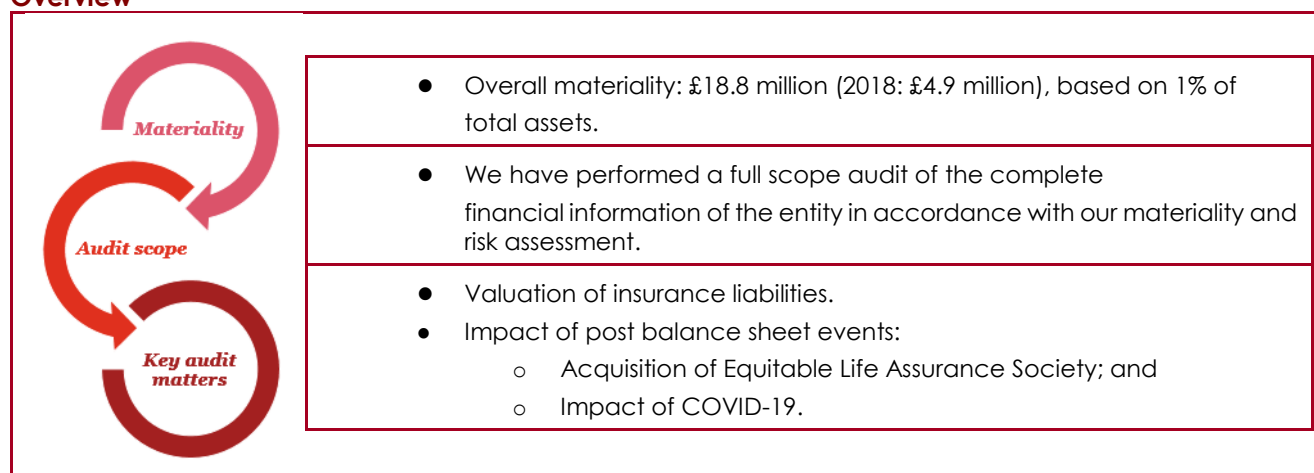 Overview
Materiality
● Overall materiality: £18.8 million (2018: £4.9 million), based on 1% of
total assets.
Audit scope
● We have performed a full scope audit of the complete
financial information of the entity in accordance with our materiality and
risk assessment.
Key audit
matters
● Valuation of insurance liabilities.
● Impact of post balance sheet events:
o Acquisition of Equitable Life Assurance Society; and
o Impact of COVID-19.